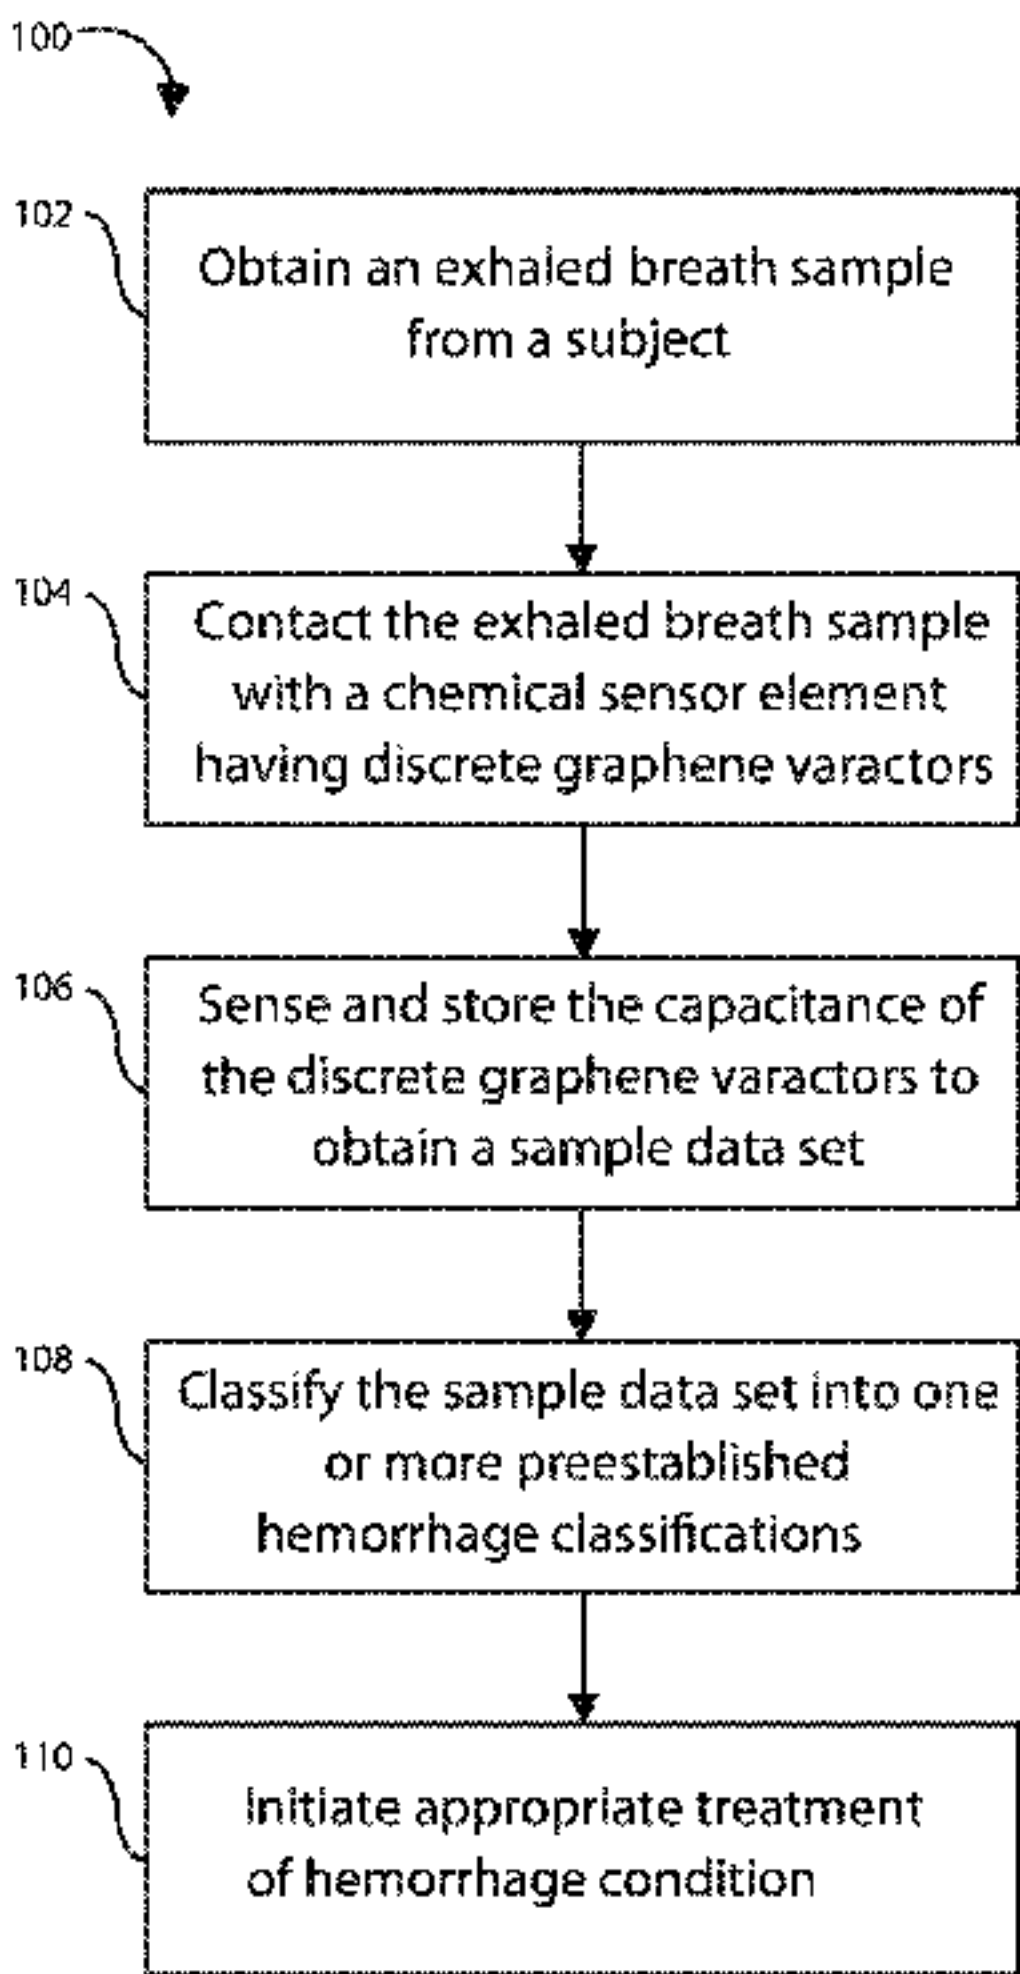 100
102
Obtain an exhaled breath sample
from a subject
104
Contact the exhaled breath sample
with a chemical sensor element
having discrete graphene varactors
106
Sense and store the capacitance of
the discrete graphene varactors to
obtain a sample data set
108
Classify the sample data set into one
or more preestablished
hemorrhage classifications
110
Initiate appropriate treatment
of hemorrhage condition